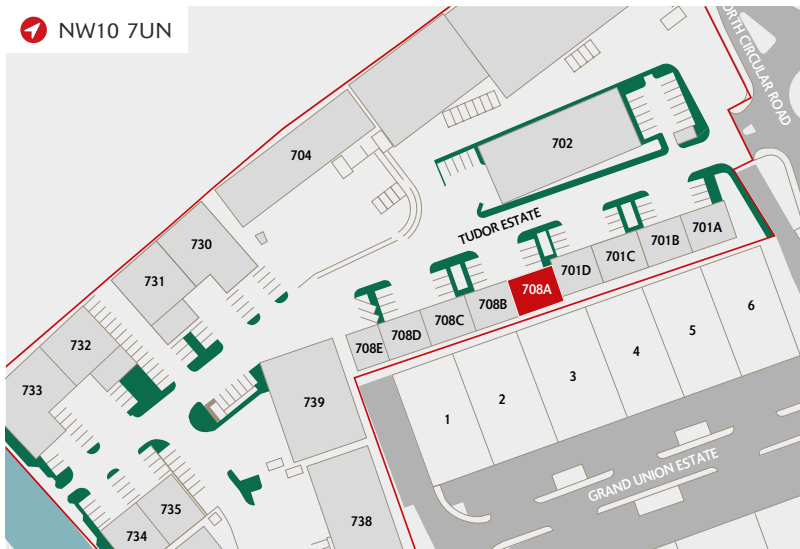 NW10 7UN
NORTH CIRCULAR ROAD
702
704
TUDOR ESTATE
701A
701B
701C
701D
708A
708B
708C
708D
708E
730
731
732
733
739
738
735
734
1
2
3
4
5
6
GRAND UNION ESTATE